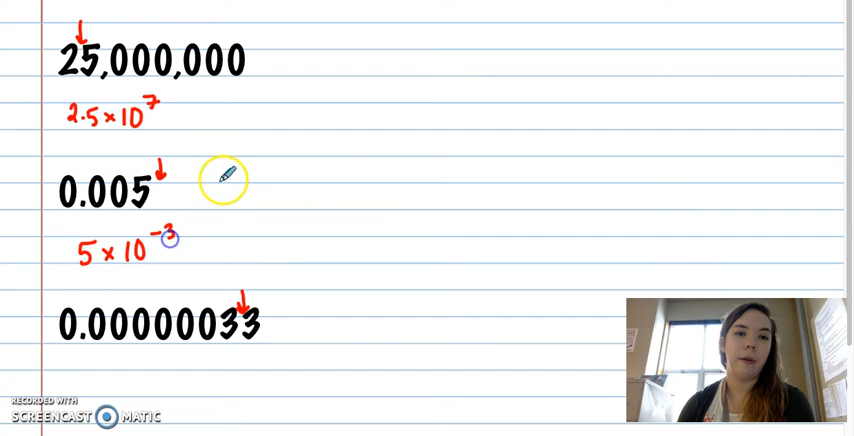 25,000,000
2.5 × 10⁷
0.005
5 × 10⁻³
0.00000033
RECORDED WITH
SCREENCAST MATIC